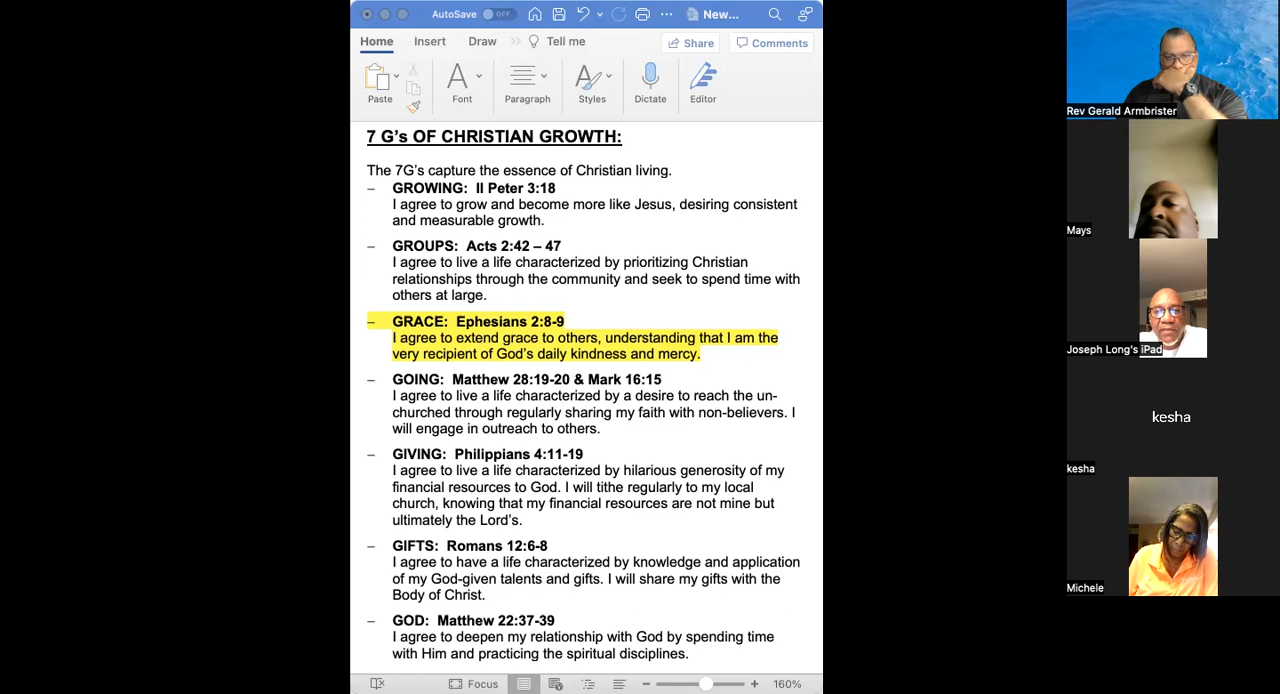 AutoSave OFF
New...
Home Insert Draw Tell me
Share Comments
Paste Font Paragraph Styles Dictate Editor
7 G's OF CHRISTIAN GROWTH:
The 7G's capture the essence of Christian living.
– GROWING: II Peter 3:18
I agree to grow and become more like Jesus, desiring consistent
and measurable growth.
– GROUPS: Acts 2:42 – 47
I agree to live a life characterized by prioritizing Christian
relationships through the community and seek to spend time with
others at large.
– GRACE: Ephesians 2:8-9
I agree to extend grace to others, understanding that I am the
very recipient of God's daily kindness and mercy.
– GOING: Matthew 28:19-20 & Mark 16:15
I agree to live a life characterized by a desire to reach the un-
churched through regularly sharing my faith with non-believers. I
will engage in outreach to others.
– GIVING: Philippians 4:11-19
I agree to live a life characterized by hilarious generosity of my
financial resources to God. I will tithe regularly to my local
church, knowing that my financial resources are not mine but
ultimately the Lord's.
– GIFTS: Romans 12:6-8
I agree to have a life characterized by knowledge and application
of my God-given talents and gifts. I will share my gifts with the
Body of Christ.
– GOD: Matthew 22:37-39
I agree to deepen my relationship with God by spending time
with Him and practicing the spiritual disciplines.
Focus
160%
Rev Gerald Armbrister
Mays
Joseph Long's iPad
kesha
kesha
Michele